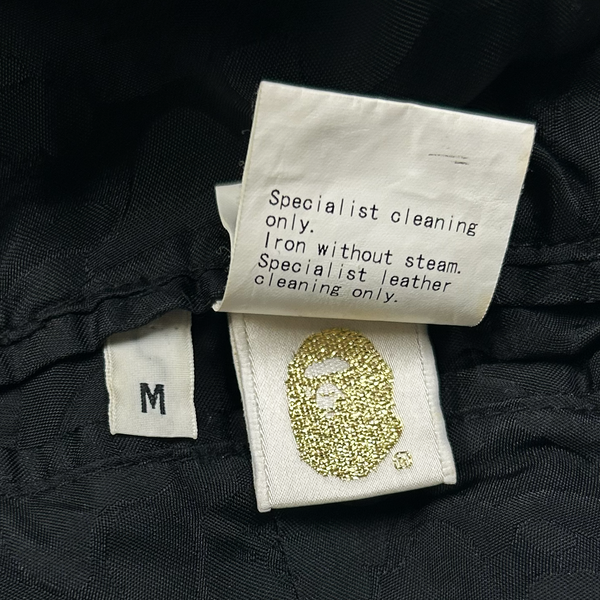 Specialist cleaning
only.
Iron without steam.
Specialist leather
cleaning only.
M
®